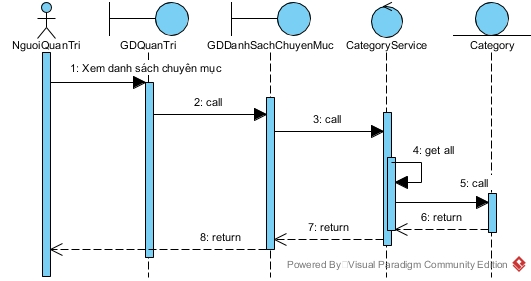 NguoiQuanTri
GDQuanTri
GDDanhSachChuyenMuc
CategoryService
Category
1: Xem danh sách chuyên mục
2: call
3: call
4: get all
5: call
6: return
7: return
8: return
Powered By Visual Paradigm Community Edition